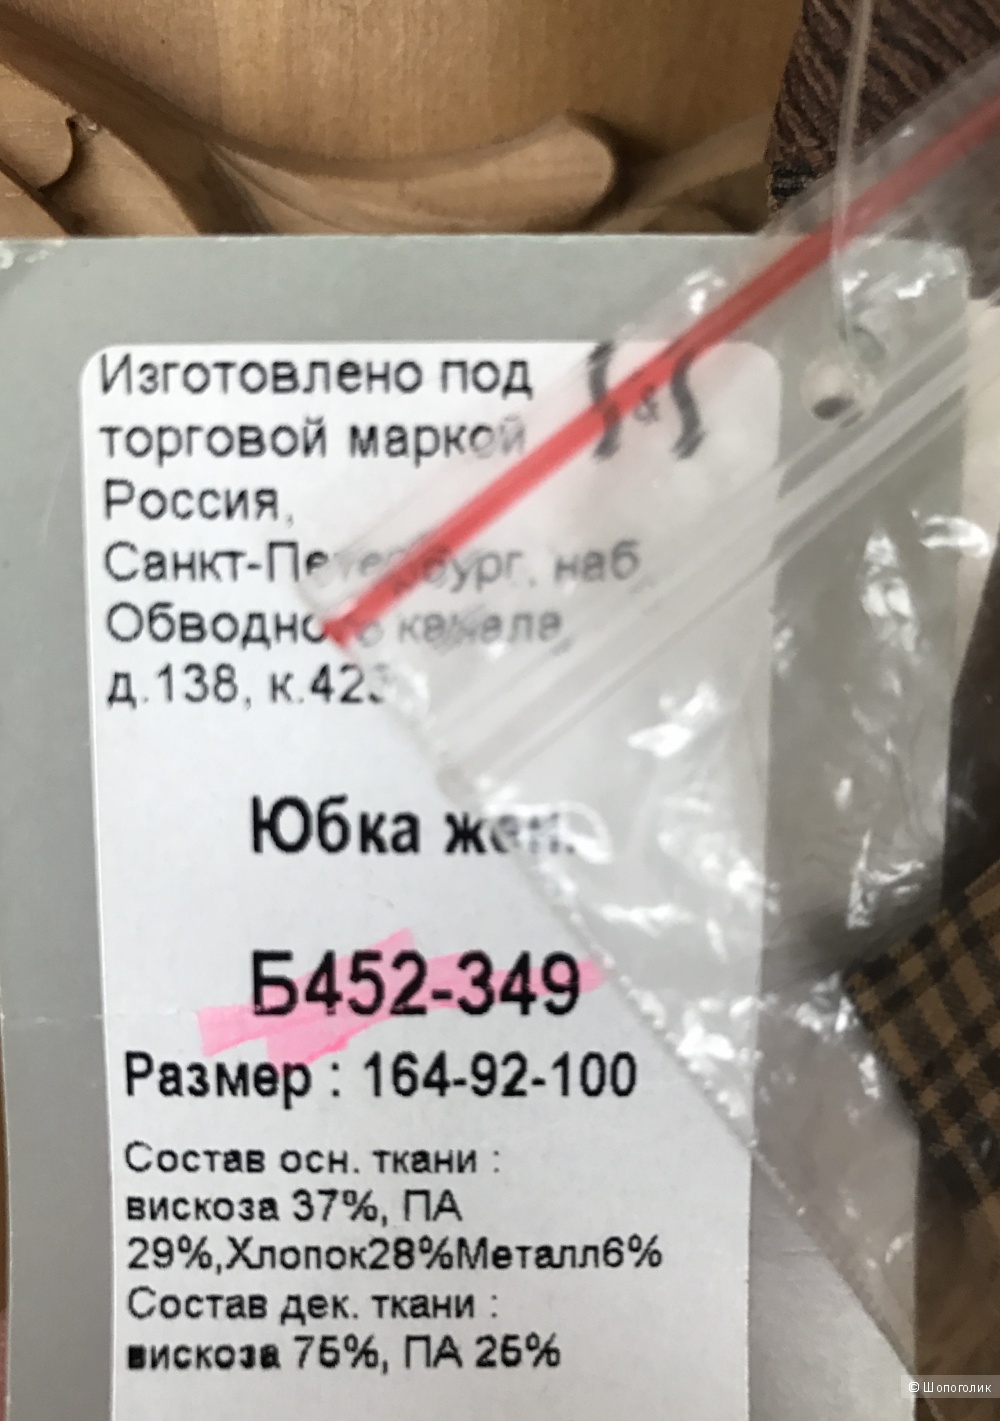 Изготовлено под
торговой маркой
S&S
Россия,
Санкт-Петербург, наб.
Обводного канала,
д.138, к.423
Юбка жен.
Б452-349
Размер : 164-92-100
Состав осн. ткани :
вискоза 37%, ПА
29%,Хлопок28%Металл6%
Состав дек. ткани :
вискоза 75%, ПА 25%
© Шопоголик